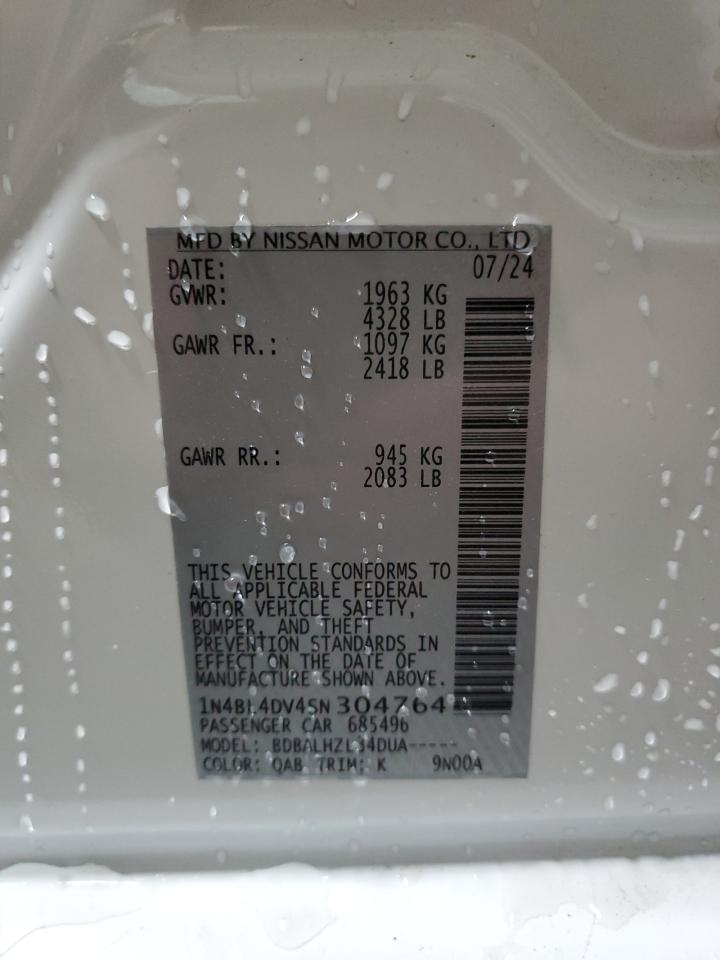 MFD BY NISSAN MOTOR CO., LTD
DATE: 07/24
GVWR: 1963 KG
4328 LB
GAWR FR.: 1097 KG
2418 LB
GAWR RR.: 945 KG
2083 LB
THIS VEHICLE CONFORMS TO
ALL APPLICABLE FEDERAL
MOTOR VEHICLE SAFETY,
BUMPER, AND THEFT
PREVENTION STANDARDS IN
EFFECT ON THE DATE OF
MANUFACTURE SHOWN ABOVE.
1N4BL4DV4SN304764
PASSENGER CAR 685496
MODEL:
COLOR: QAB TRIM: K 9N00A